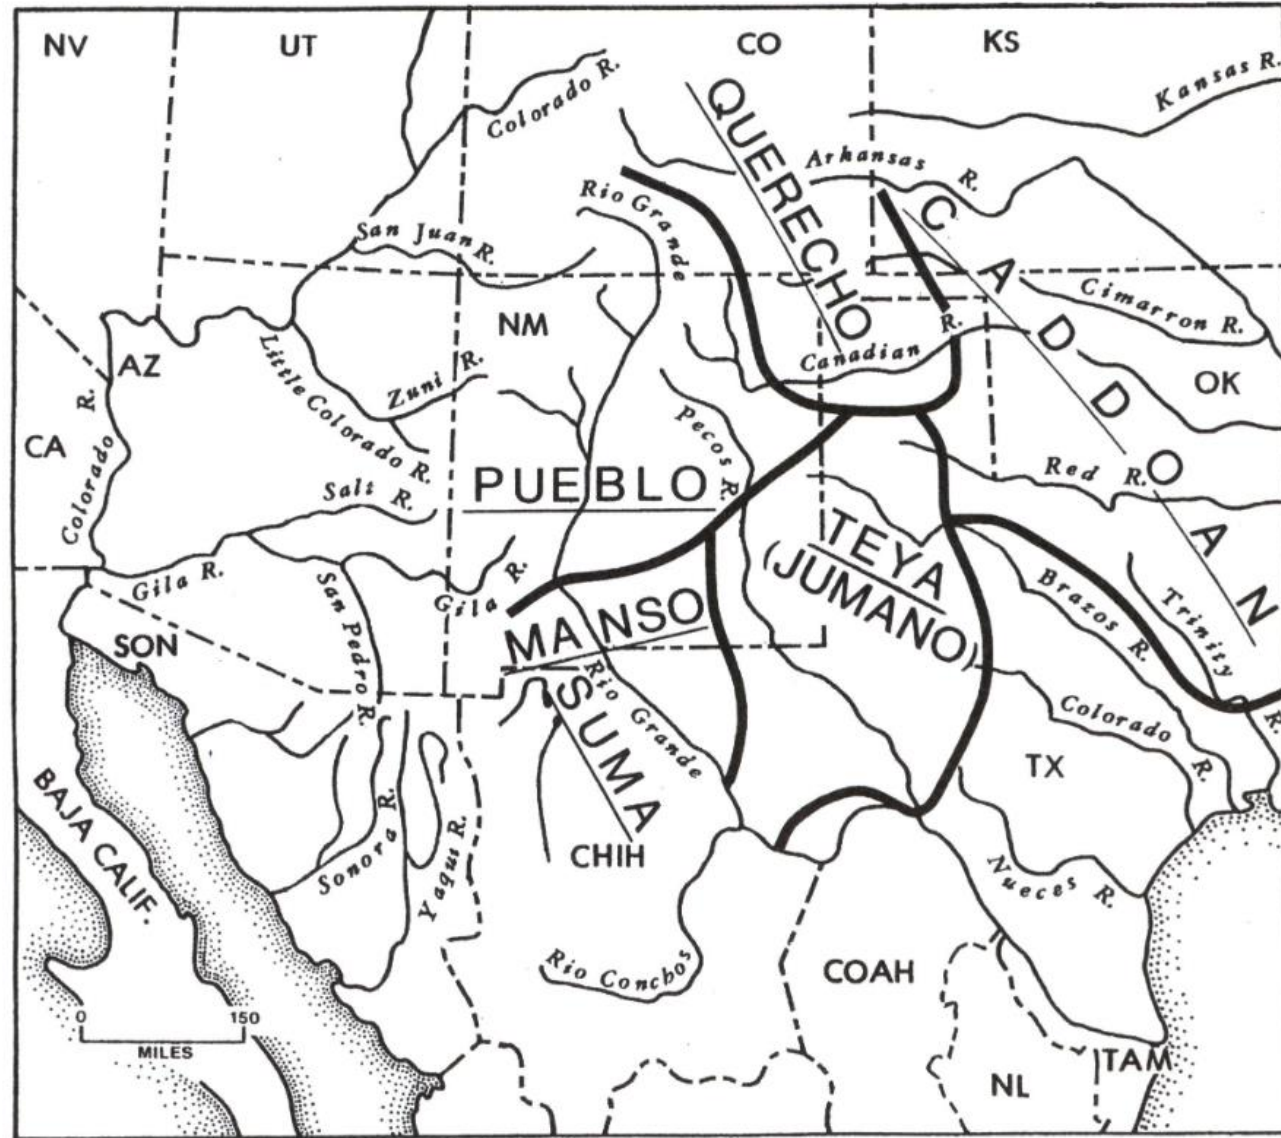 NV
UT
CO
KS
Colorado R.
Kansas R.
QUERECHO
Arkansas R.
Rio Grande
San Juan R.
CADDOAN
Cimarron R.
NM
AZ
Little Colorado R.
Zuni R.
Canadian R.
OK
Colorado R.
CA
Pecos R.
PUEBLO
Salt R.
Red R.
TEYA
(JUMANO)
Gila R.
San Pedro R.
Gila R.
MANSO
Brazos R.
Trinity R.
SON
SUMA
Rio Grande
Colorado R.
TX
BAJA CALIF.
Sonora R.
Yaqui R.
CHIH
Nueces R.
Rio Conchos
COAH
0 150
MILES
NL
TAM